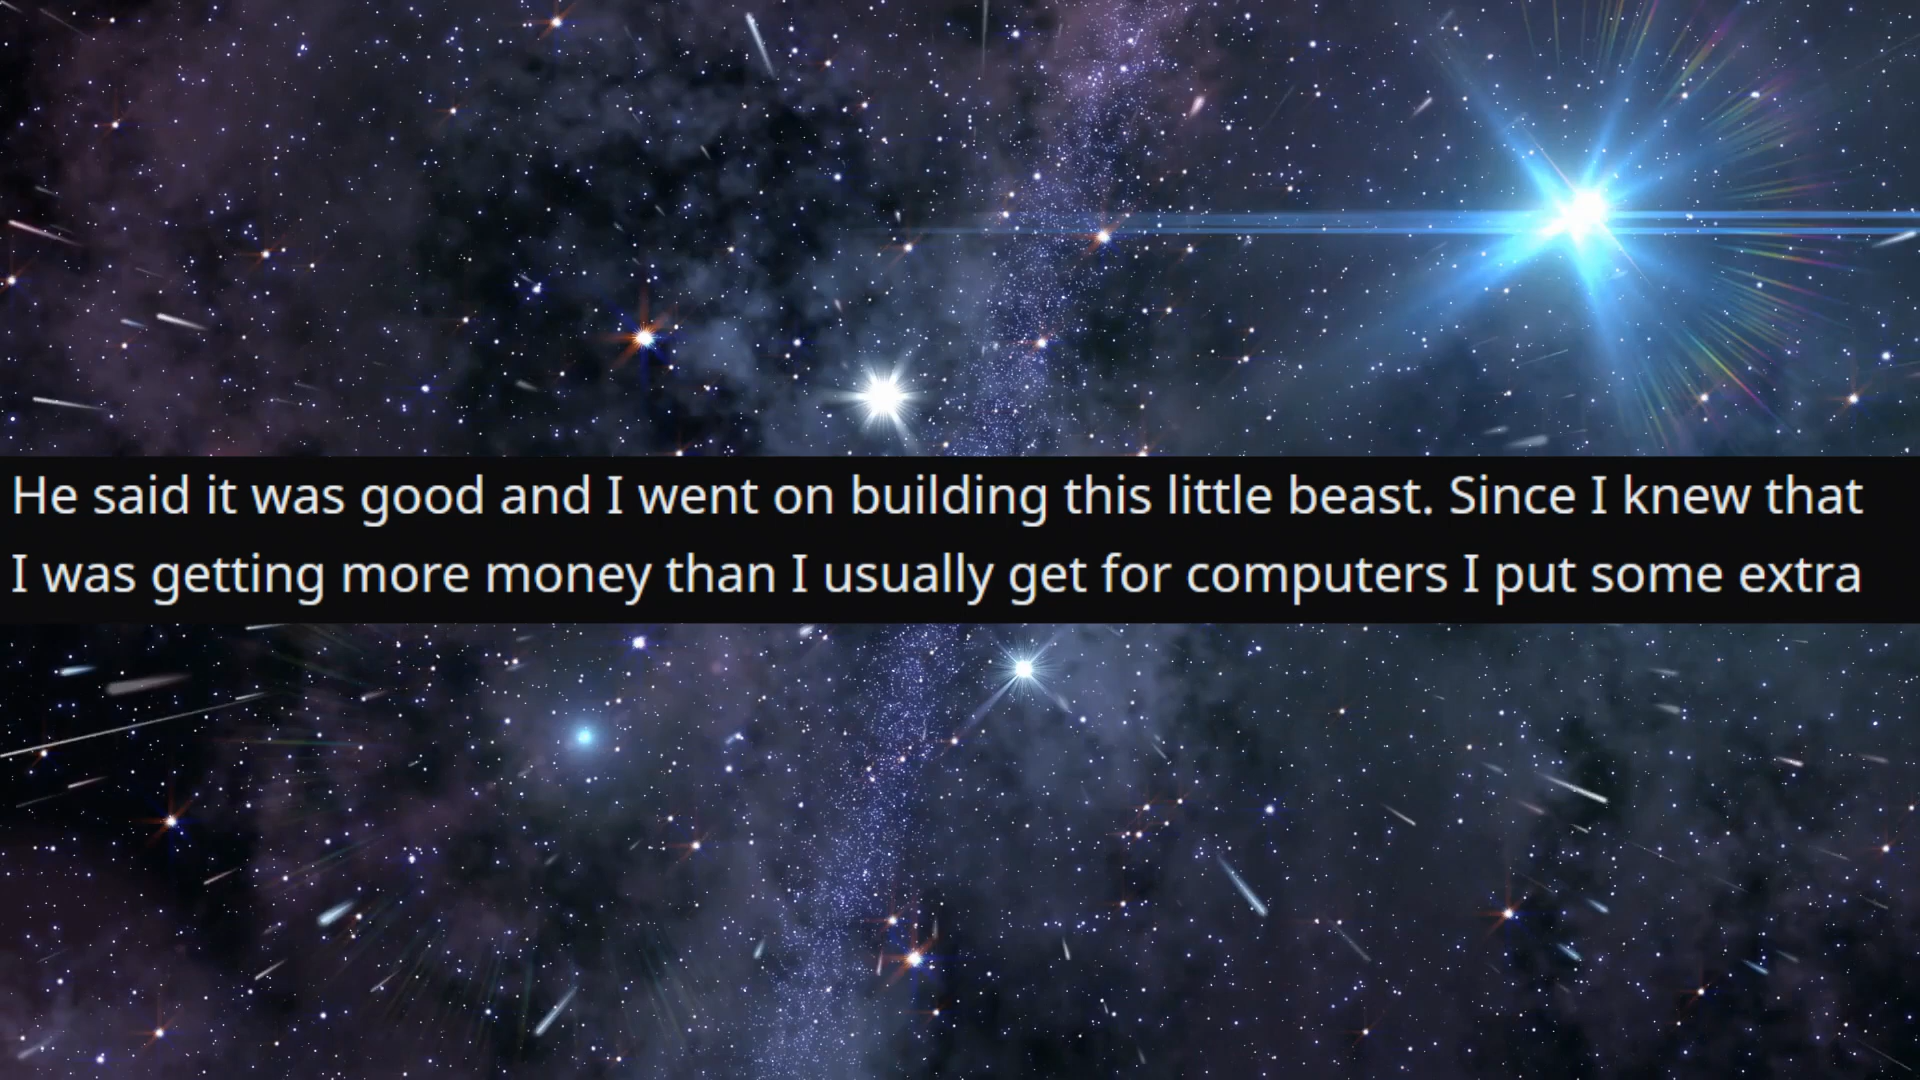 He said it was good and I went on building this little beast. Since I knew that
I was getting more money than I usually get for computers I put some extra